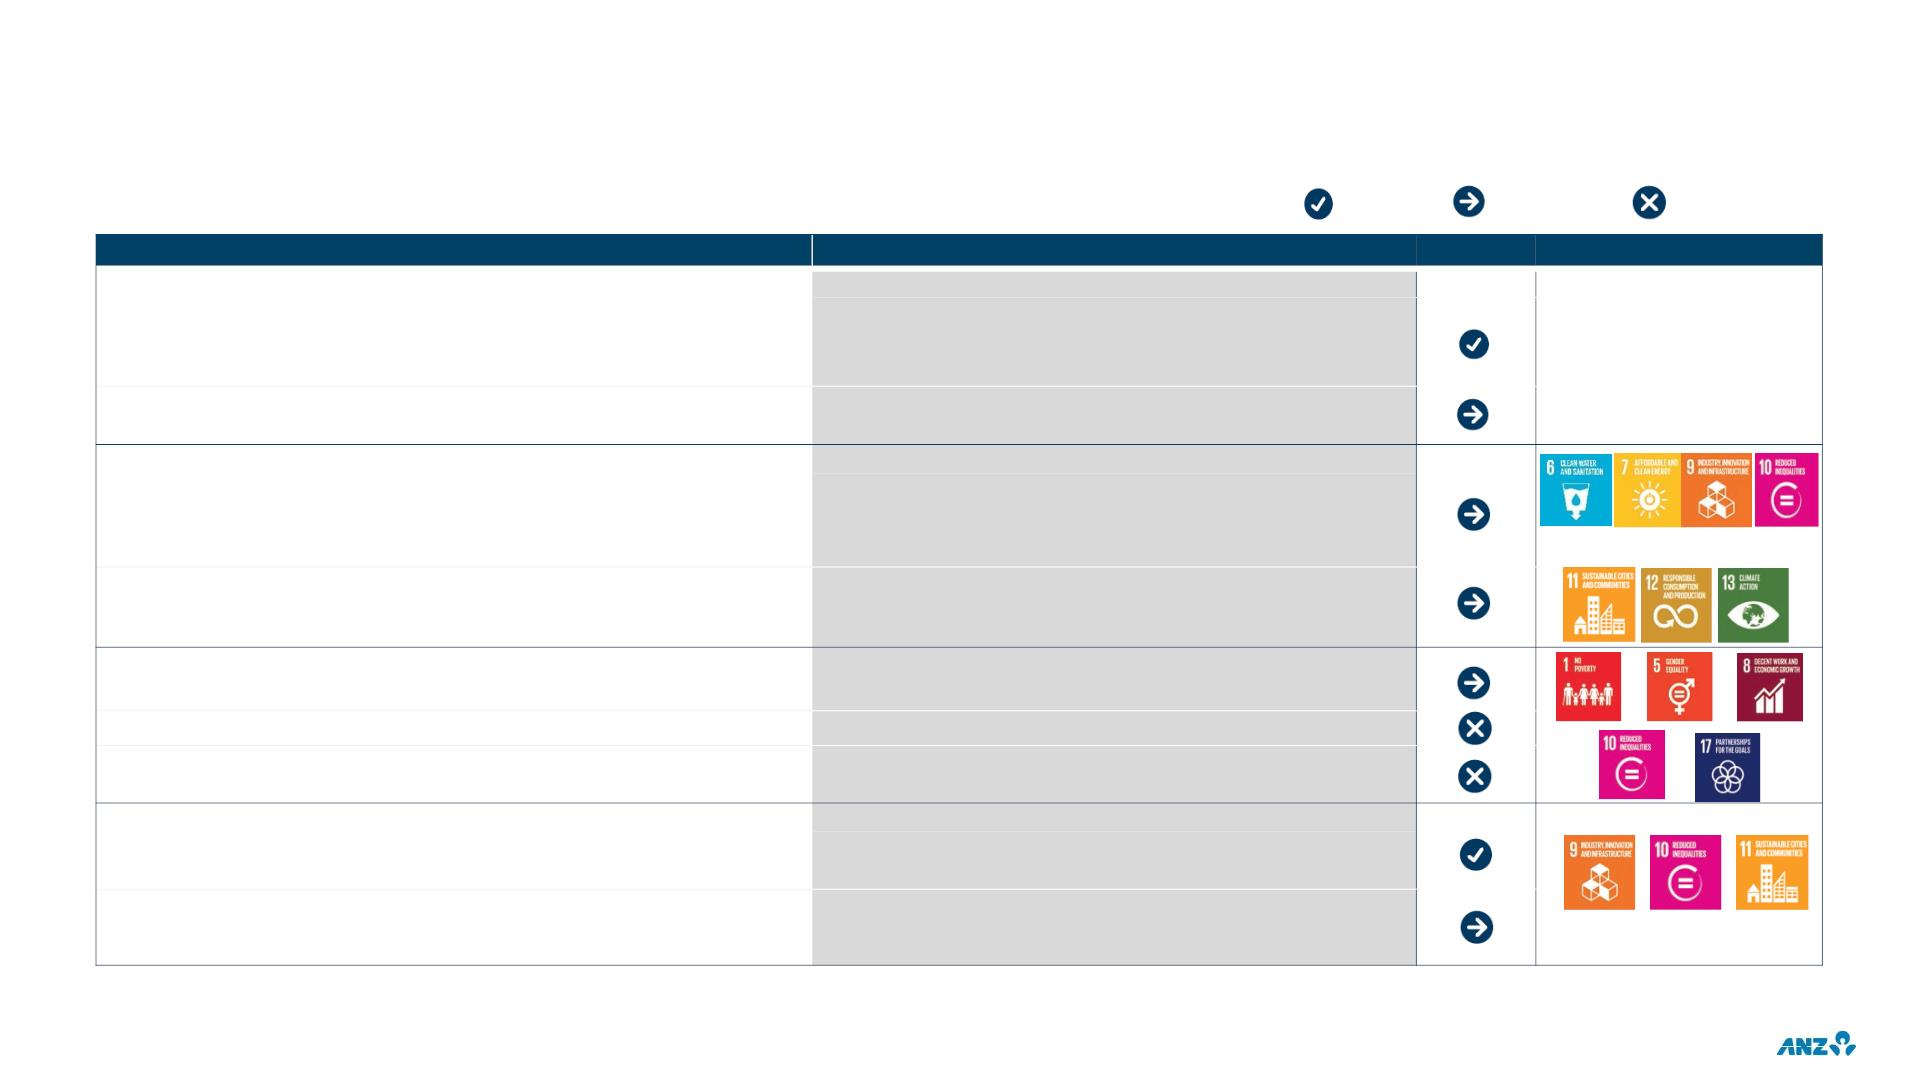 6 CLEAN WATER
AND SANITATION
7 AFFORDABLE AND
CLEAN ENERGY
9 INDUSTRY, INNOVATION
AND INFRASTRUCTURE
10 REDUCED
INEQUALITIES
11 SUSTAINABLE CITIES
AND COMMUNITIES
12 RESPONSIBLE
CONSUMPTION
AND PRODUCTION
13 CLIMATE
ACTION
1 NO
POVERTY
5 GENDER
EQUALITY
8 DECENT WORK AND
ECONOMIC GROWTH
10 REDUCED
INEQUALITIES
17 PARTNERSHIPS
FOR THE GOALS
9 INDUSTRY, INNOVATION
AND INFRASTRUCTURE
10 REDUCED
INEQUALITIES
11 SUSTAINABLE CITIES
AND COMMUNITIES
ANZ